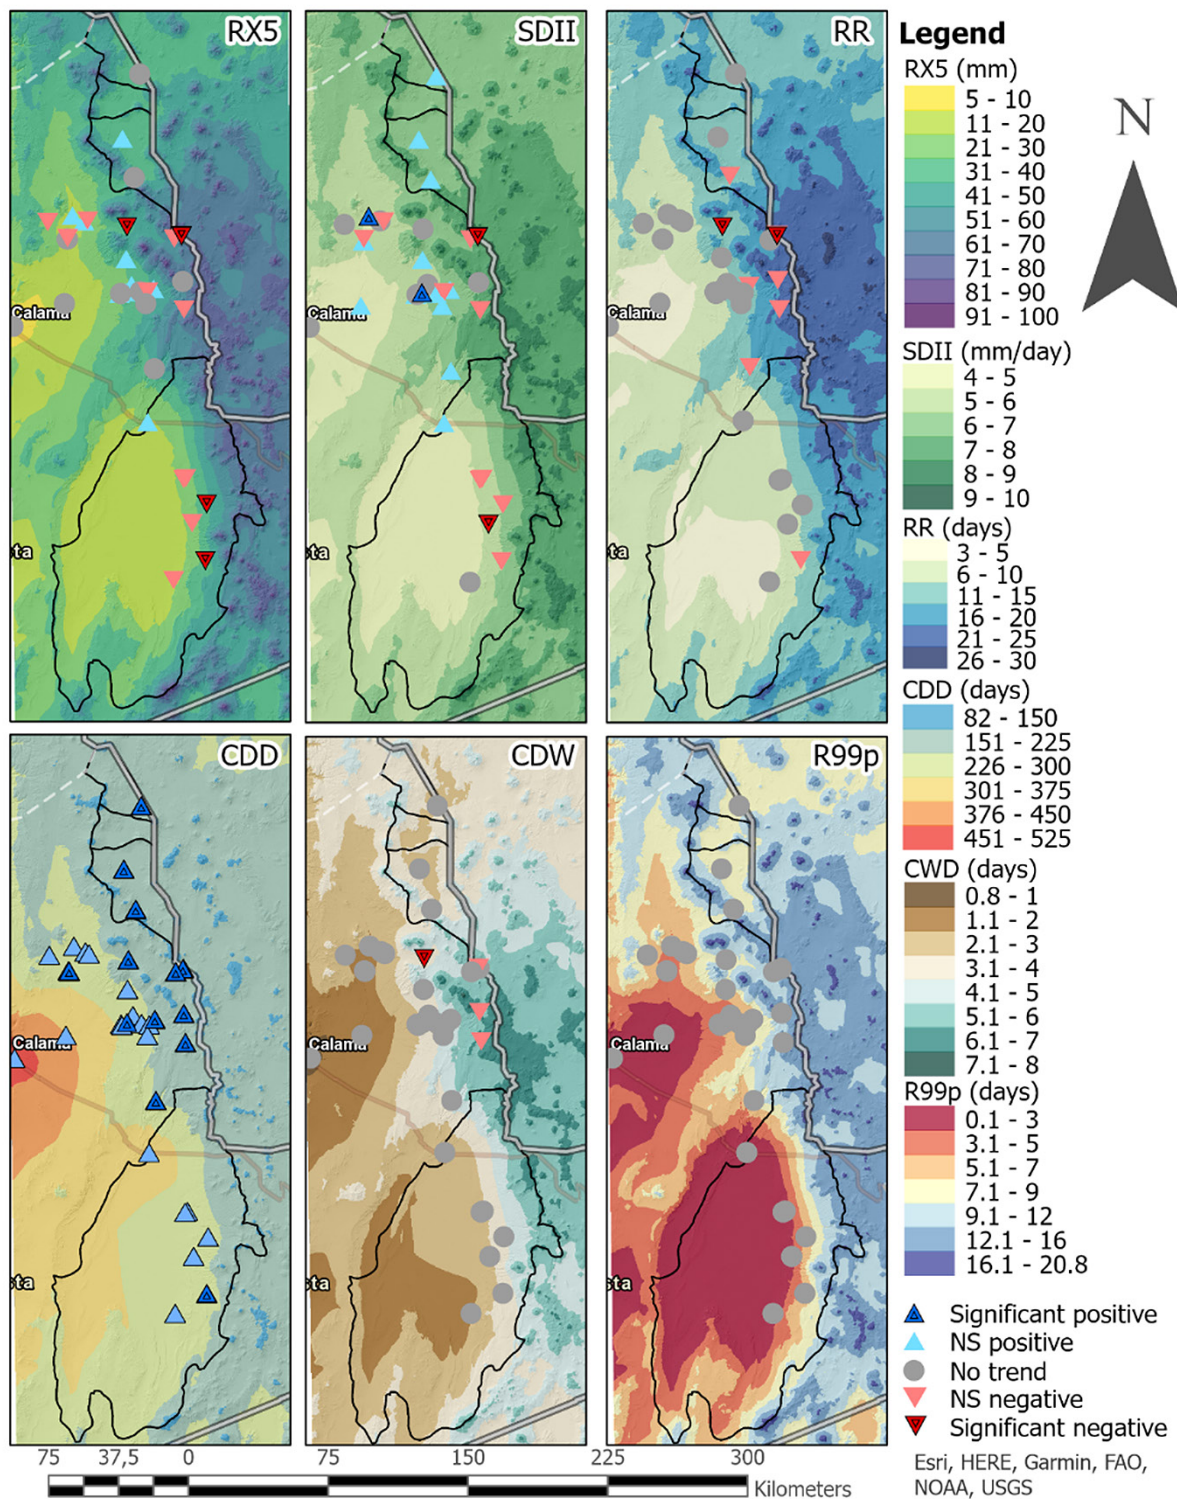 RX5
SDII
RR
Calama
Calama
Calama
sta
sta
CDD
CDW
R99p
Calama
Calama
Calama
sta
sta
Legend
RX5 (mm)
5 - 10
11 - 20
21 - 30
31 - 40
41 - 50
51 - 60
61 - 70
71 - 80
81 - 90
91 - 100
SDII (mm/day)
4 - 5
5 - 6
6 - 7
7 - 8
8 - 9
9 - 10
RR (days)
3 - 5
6 - 10
11 - 15
16 - 20
21 - 25
26 - 30
CDD (days)
82 - 150
151 - 225
226 - 300
301 - 375
376 - 450
451 - 525
CWD (days)
0.8 - 1
1.1 - 2
2.1 - 3
3.1 - 4
4.1 - 5
5.1 - 6
6.1 - 7
7.1 - 8
R99p (days)
0.1 - 3
3.1 - 5
5.1 - 7
7.1 - 9
9.1 - 12
12.1 - 16
16.1 - 20.8
Significant positive
NS positive
No trend
NS negative
Significant negative
N
75 37,5 0 75 150 225 300
Kilometers
Esri, HERE, Garmin, FAO,
NOAA, USGS